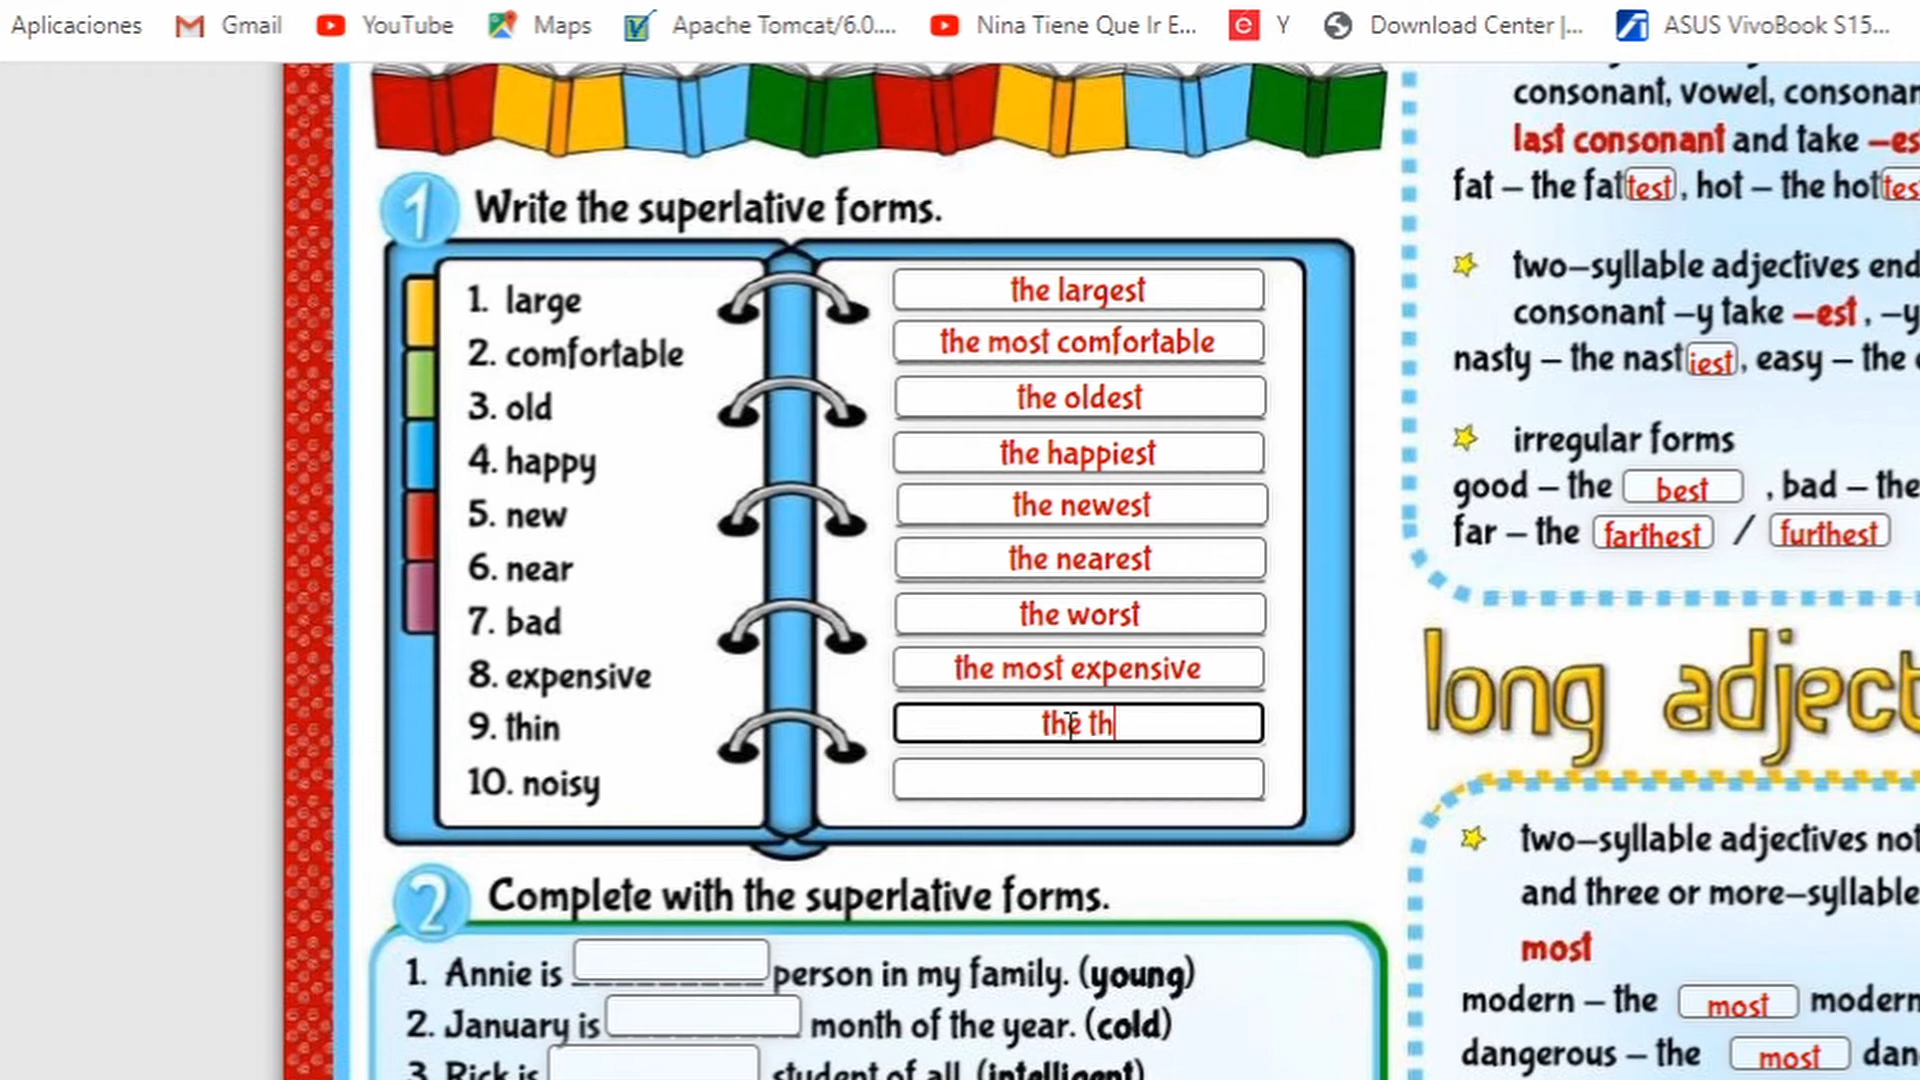 Aplicaciones Gmail YouTube Maps Apache Tomcat/6.0.... Nina Tiene Que Ir E... Y Download Center |... ASUS VivoBook S15...
1 Write the superlative forms.
1. large the largest
2. comfortable the most comfortable
3. old the oldest
4. happy the happiest
5. new the newest
6. near the nearest
7. bad the worst
8. expensive the most expensive
9. thin the th
10. noisy
2 Complete with the superlative forms.
1. Annie is person in my family. (young)
2. January is month of the year. (cold)
3. Rick is student of all. (intelligent)
consonant, vowel, consonan
last consonant and take –es
fat – the fattest, hot – the hottes
two–syllable adjectives end
consonant –y take –est, –y
nasty – the nastiest, easy – the
irregular forms
good – the best, bad – the
far – the farthest / furthest
long adject
two–syllable adjectives not
and three or more–syllable
most
modern – the most modern
dangerous – the most dan